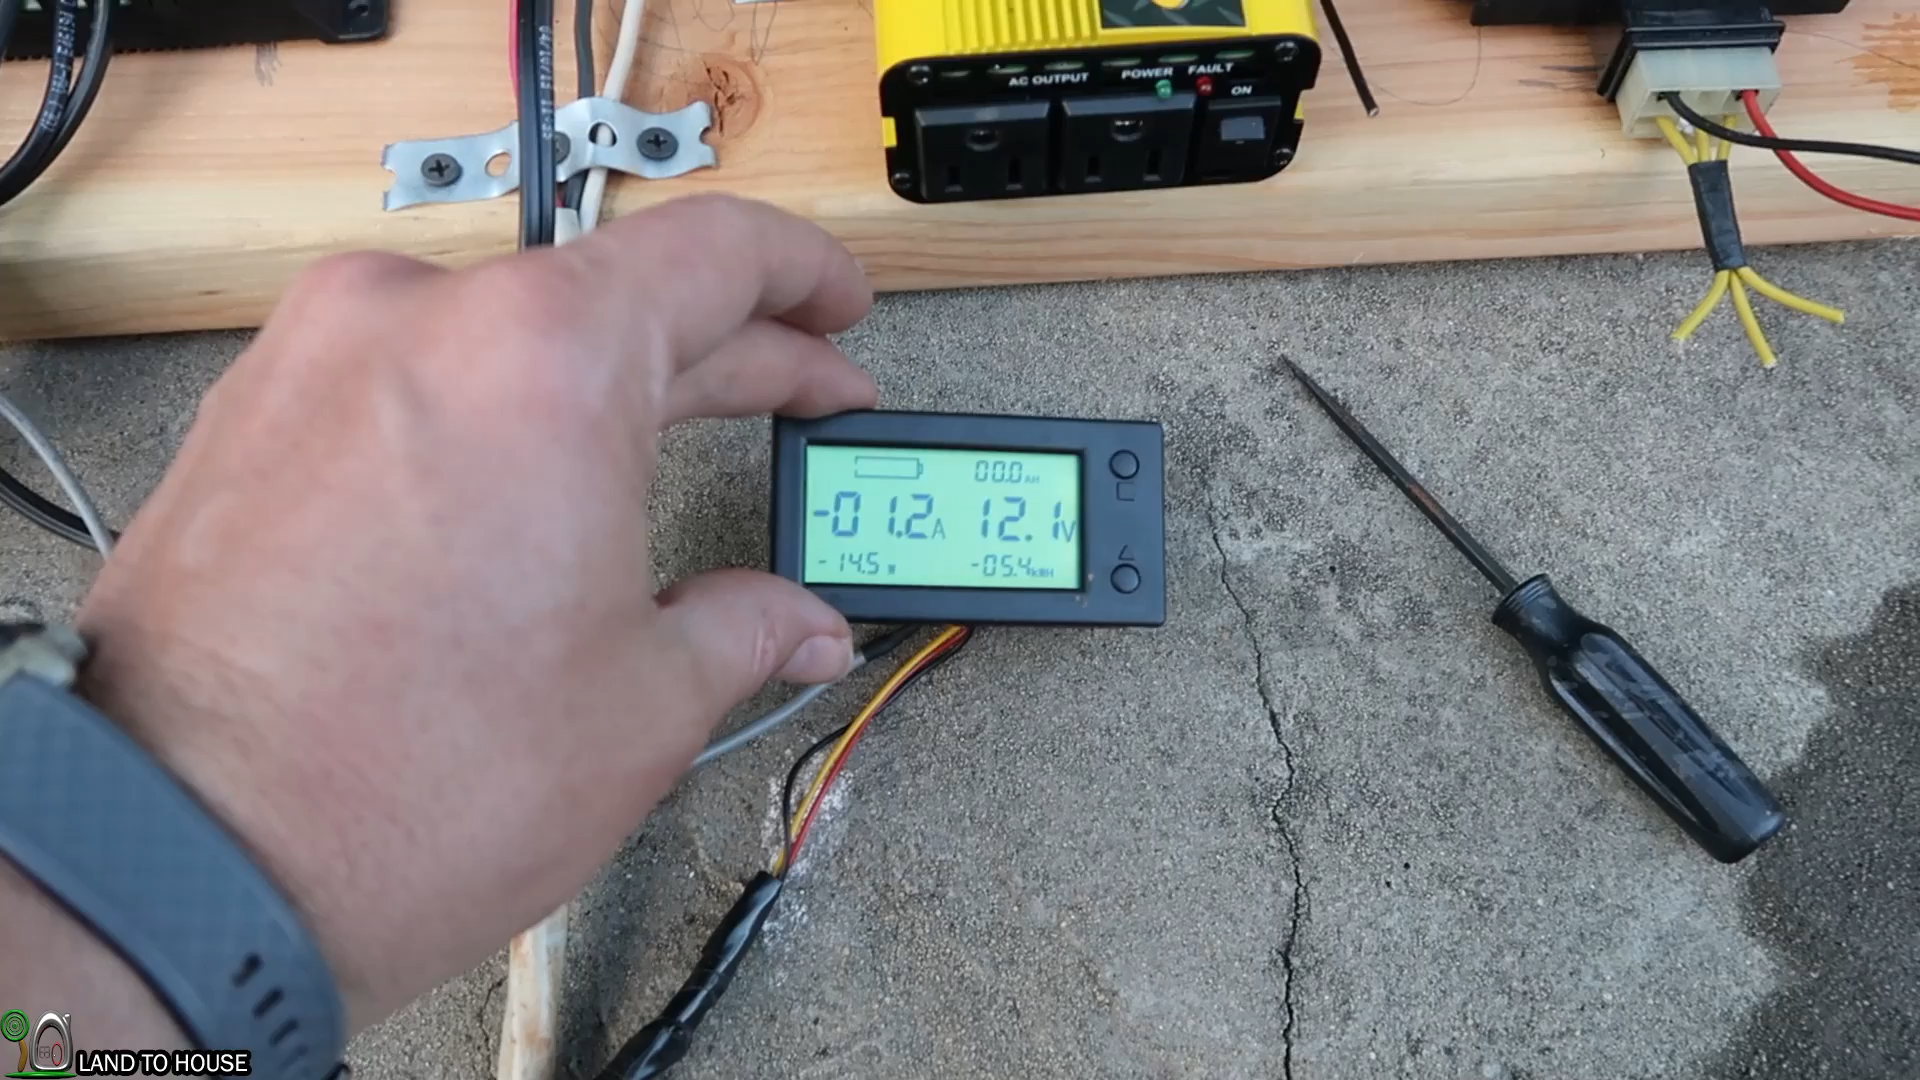 AC OUTPUT
POWER FAULT
ON
00.0AH
-01.2A 12.1V
-14.5W -05.4kWH
LAND TO HOUSE